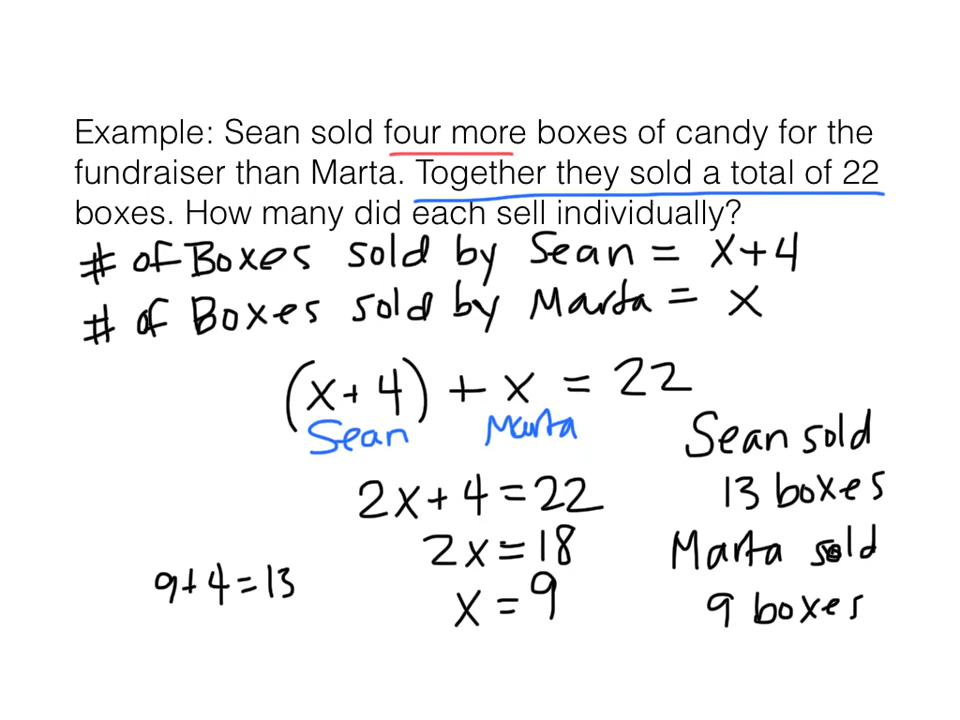 Example: Sean sold four more boxes of candy for the
fundraiser than Marta. Together they sold a total of 22
boxes. How many did each sell individually?
# of Boxes sold by Sean = x+4
# of Boxes sold by Marta = x
(x+4) + x = 22
Sean Marta
2x+4=22
2x=18
x=9
9+4=13
Sean sold
13 boxes
Marta sold
9 boxes